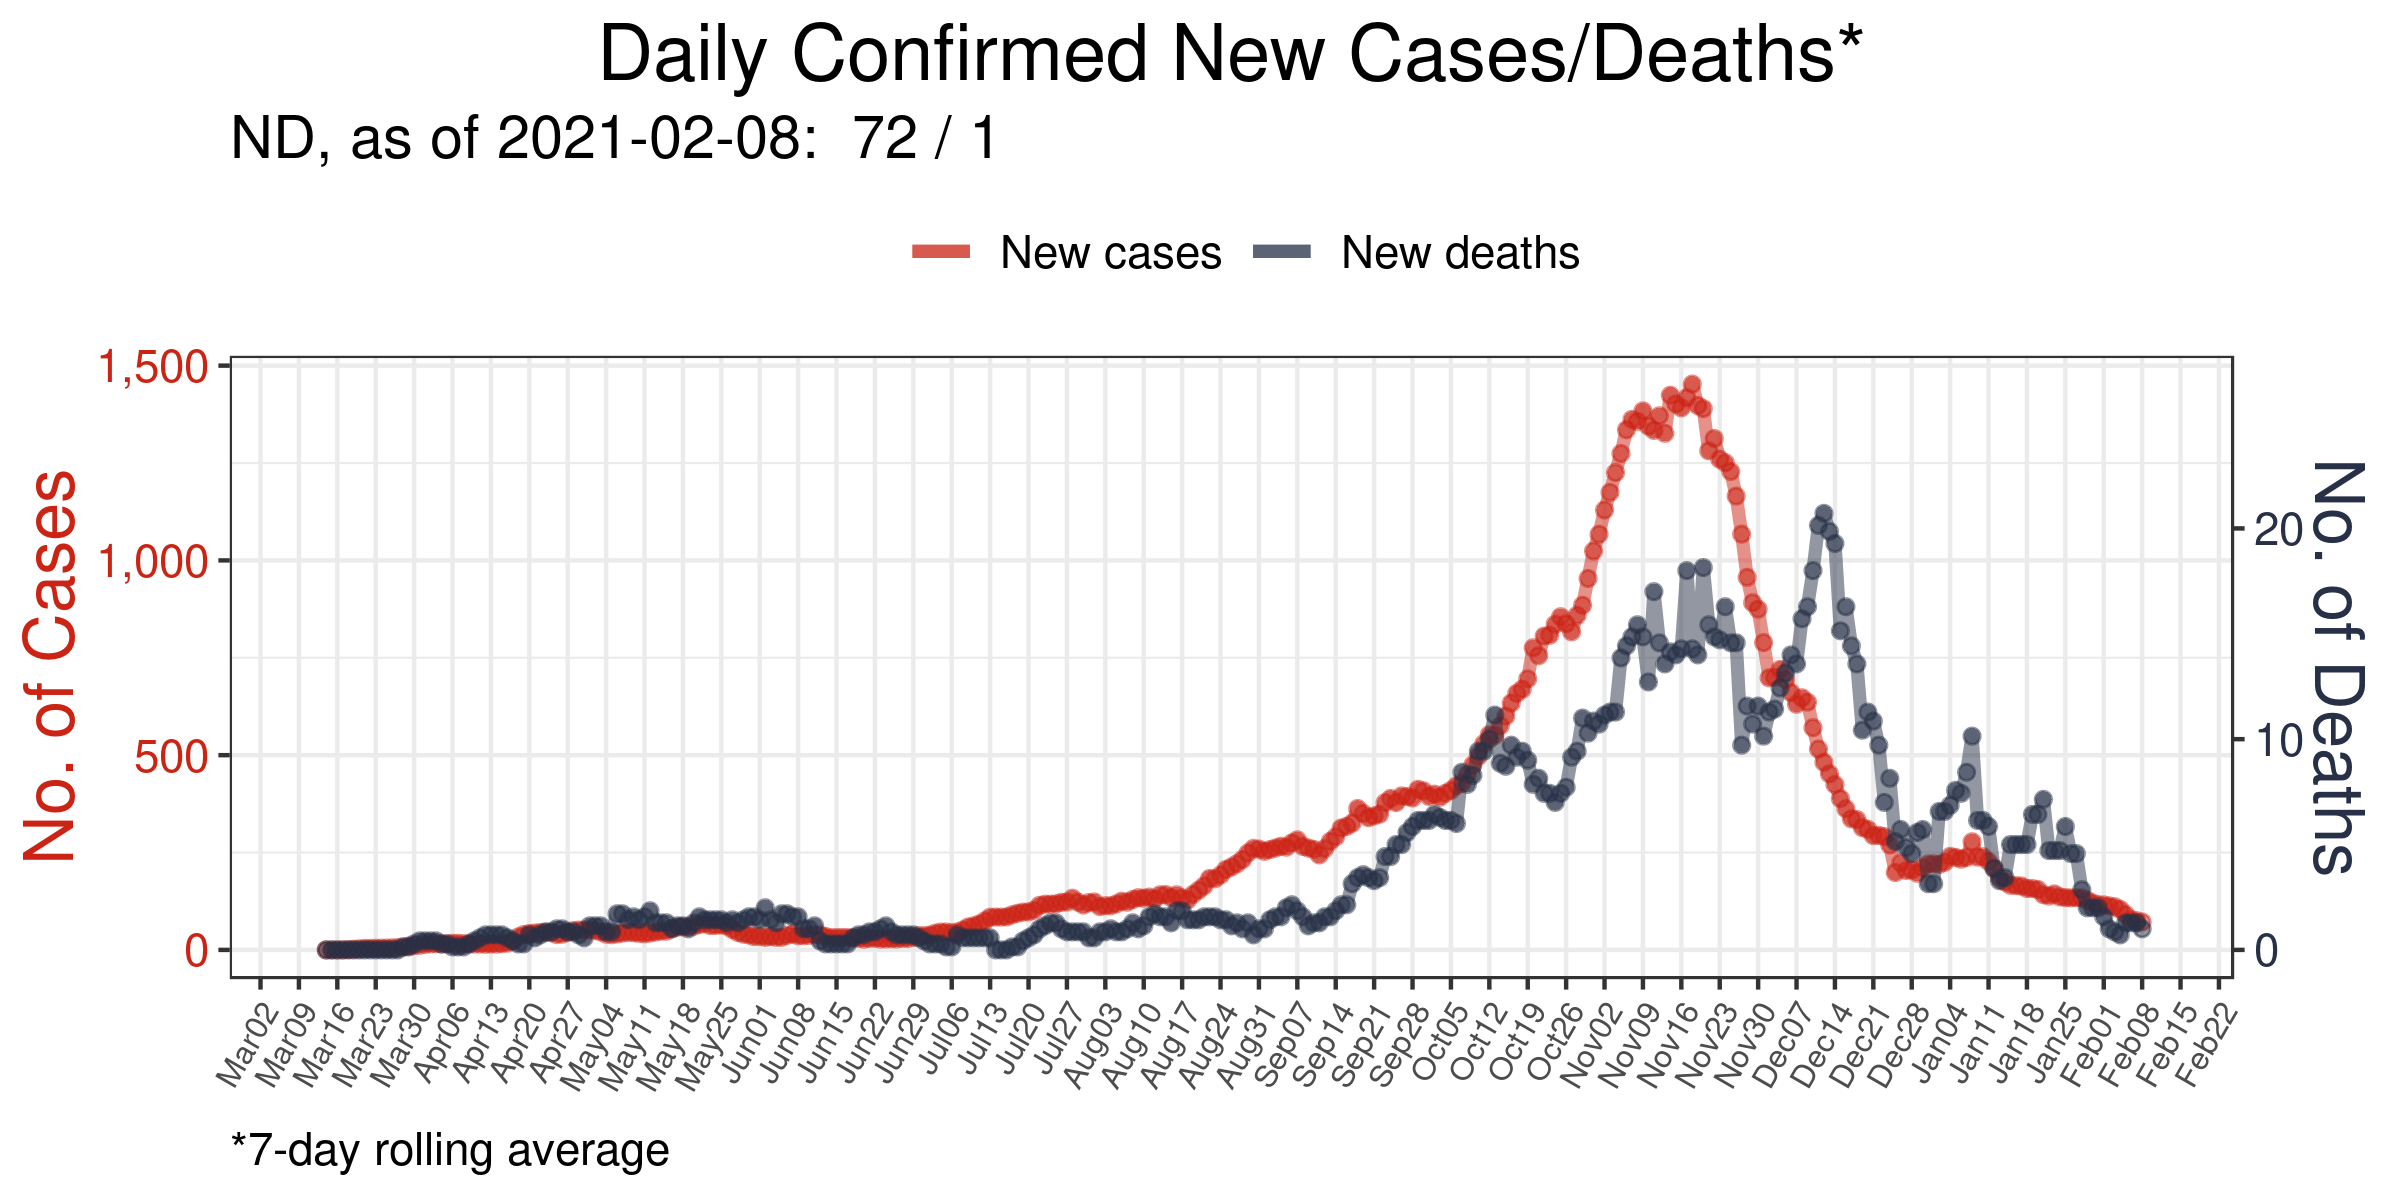 Daily Confirmed New Cases/Deaths*
ND, as of 2021-02-08:  72 / 1
New cases New deaths
No. of Cases
1,500
1,000
500
0
No. of Deaths
20
10
0
Mar02 Mar09 Mar16 Mar23 Mar30 Apr06 Apr13 Apr20 Apr27 May04 May11 May18 May25 Jun01 Jun08 Jun15 Jun22 Jun29 Jul06 Jul13 Jul20 Jul27 Aug03 Aug10 Aug17 Aug24 Aug31 Sep07 Sep14 Sep21 Sep28 Oct05 Oct12 Oct19 Oct26 Nov02 Nov09 Nov16 Nov23 Nov30 Dec07 Dec14 Dec21 Dec28 Jan04 Jan11 Jan18 Jan25 Feb01 Feb08 Feb15 Feb22
*7-day rolling average